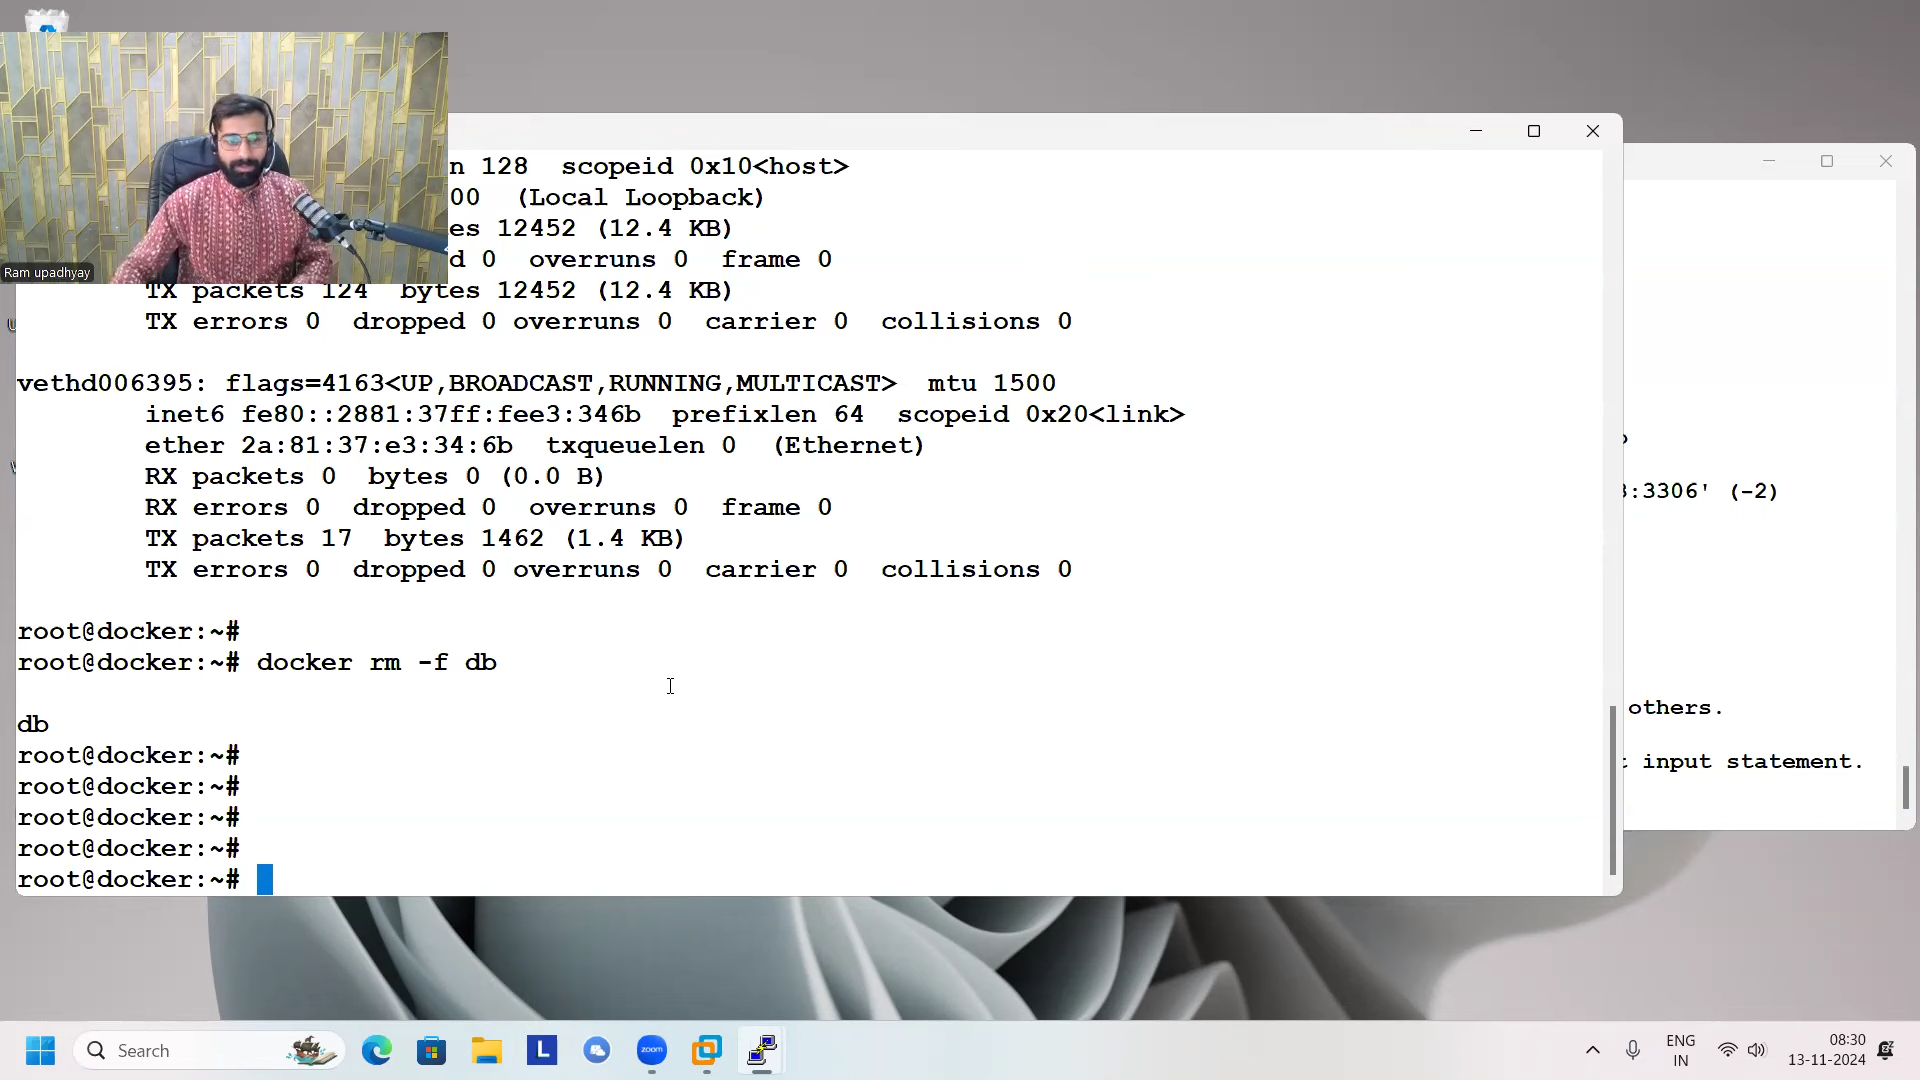 n 128  scopeid 0x10<host>
00  (Local Loopback)
es 12452 (12.4 KB)
d 0  overruns 0  frame 0
Ram upadhyay
TX packets 124  bytes 12452 (12.4 KB)
TX errors 0  dropped 0 overruns 0  carrier 0  collisions 0
vethd006395: flags=4163<UP,BROADCAST,RUNNING,MULTICAST>  mtu 1500
inet6 fe80::2881:37ff:fee3:346b  prefixlen 64  scopeid 0x20<link>
ether 2a:81:37:e3:34:6b  txqueuelen 0  (Ethernet)
RX packets 0  bytes 0 (0.0 B)
RX errors 0  dropped 0  overruns 0  frame 0
TX packets 17  bytes 1462 (1.4 KB)
TX errors 0  dropped 0 overruns 0  carrier 0  collisions 0
root@docker:~#
root@docker:~# docker rm -f db
db
root@docker:~#
root@docker:~#
root@docker:~#
root@docker:~#
root@docker:~#
:3306' (-2)
others.
input statement.
Search
L
zoom
ENG
IN
08:30
13-11-2024